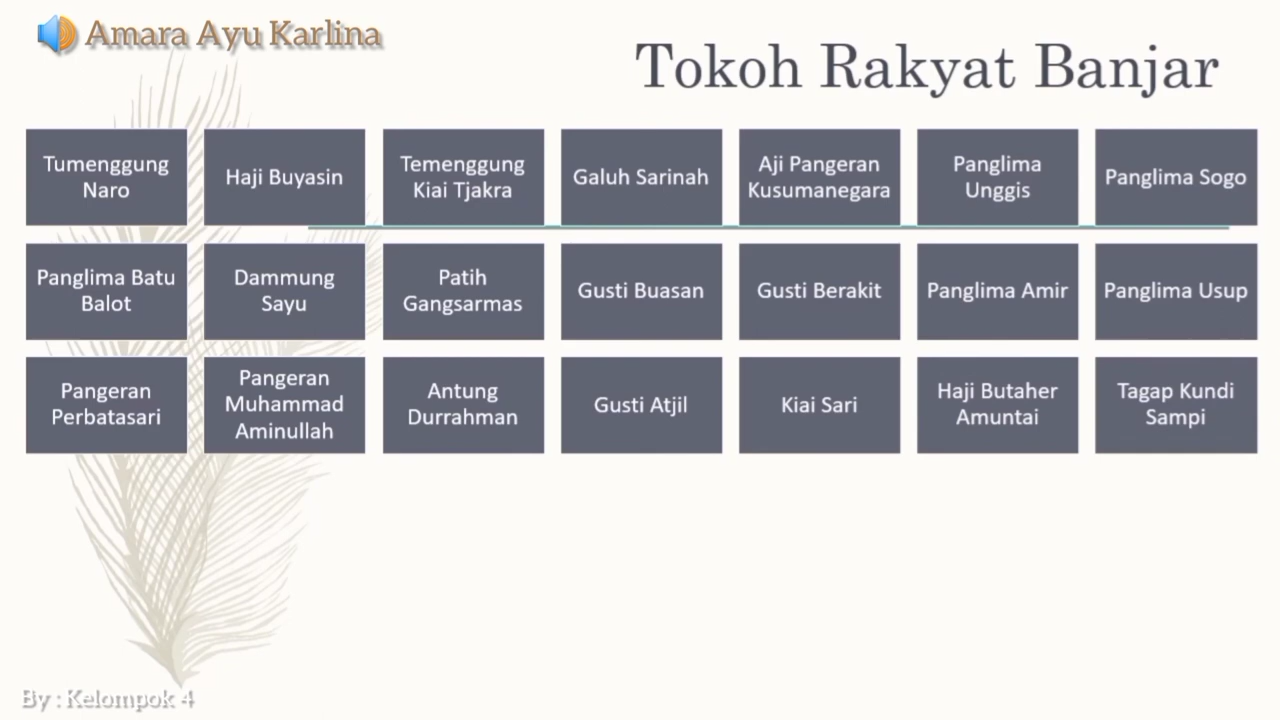 Amara Ayu Karlina
Tokoh Rakyat Banjar
Tumenggung
Naro
Haji Buyasin
Temenggung
Kiai Tjakra
Galuh Sarinah
Aji Pangeran
Kusumanegara
Panglima
Unggis
Panglima Sogo
Panglima Batu
Balot
Dammung
Sayu
Patih
Gangsarmas
Gusti Buasan
Gusti Berakit
Panglima Amir
Panglima Usup
Pangeran
Perbatasari
Pangeran
Muhammad
Aminullah
Antung
Durrahman
Gusti Atjil
Kiai Sari
Haji Butaher
Amuntai
Tagap Kundi
Sampi
By : Kelompok 4